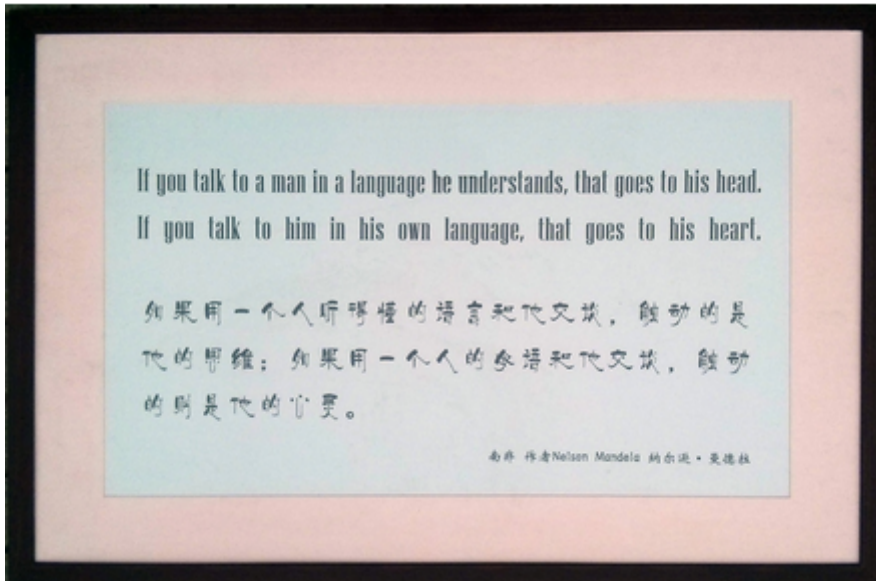 If you talk to a man in a language he understands, that goes to his head.
If you talk to him in his own language, that goes to his heart.
如果用一个人听得懂的语言和他交谈，触动的是
他的思维；如果用一个人的家语和他交谈，触动
的则是他的心灵。
南非 作者Nelson Mandela 纳尔逊·曼德拉